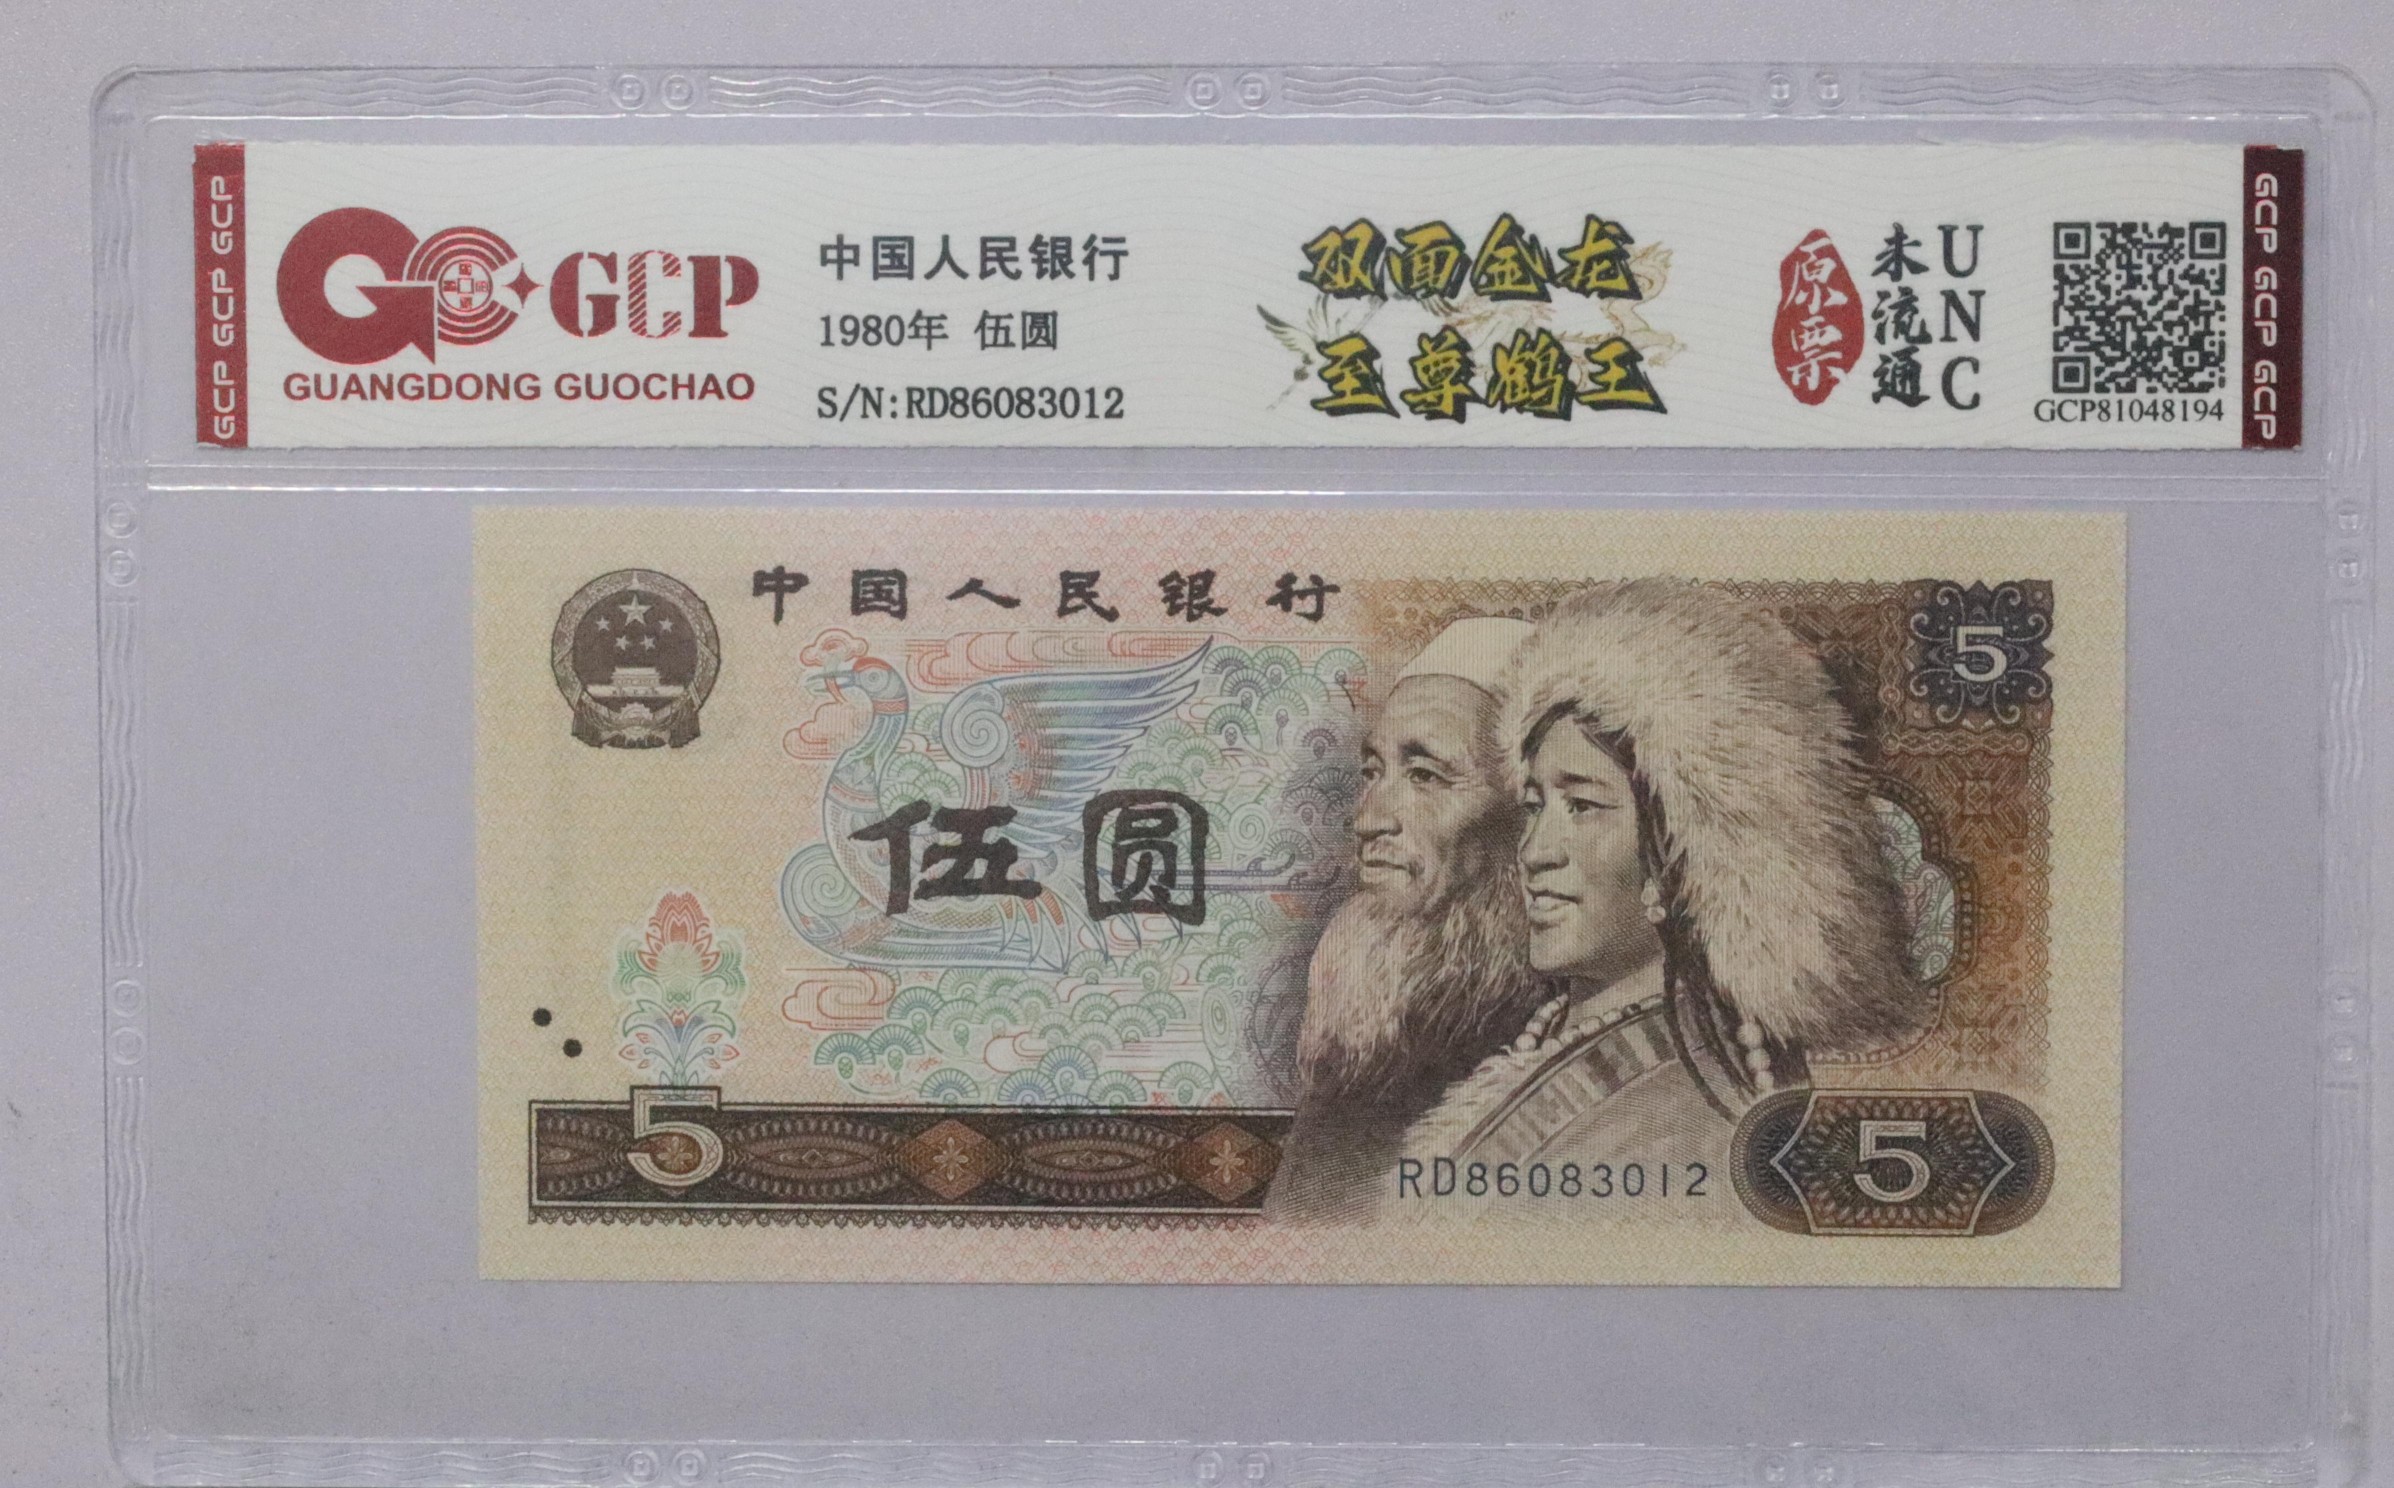 GCP GCP GCP
GCP
GUANGDONG GUOCHAO
中国人民银行
1980年 伍圆
S/N:RD86083012
双面金龙
至尊鹤王
原票
未流通
UNC
GCP81048194
GCP GCP GCP
中国人民银行
5
伍圆
5
RD86083012
5